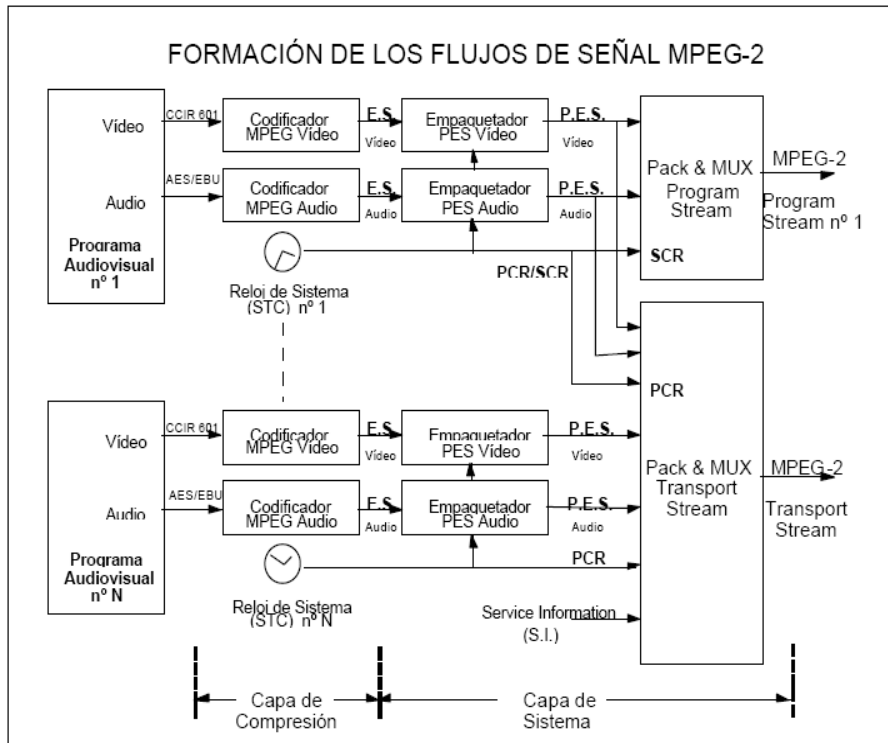 FORMACIÓN DE LOS FLUJOS DE SEÑAL MPEG-2
Vídeo
CCIR 601
Codificador
MPEG Vídeo
E.S.
Vídeo
Empaquetador
PES Vídeo
P.E.S.
Vídeo
Audio
AES/EBU
Codificador
MPEG Audio
E.S.
Audio
Empaquetador
PES Audio
P.E.S.
Audio
Programa
Audiovisual
nº 1
Reloj de Sistema
(STC) nº 1
PCR/SCR
Pack & MUX
Program
Stream
SCR
MPEG-2
Program
Stream nº 1
Vídeo
CCIR 601
Codificador
MPEG Vídeo
E.S.
Vídeo
Empaquetador
PES Vídeo
P.E.S.
Vídeo
Audio
AES/EBU
Codificador
MPEG Audio
E.S.
Audio
Empaquetador
PES Audio
P.E.S.
Audio
Programa
Audiovisual
nº N
Reloj de Sistema
(STC) nº N
PCR
Service Information
(S.I.)
PCR
Pack & MUX
Transport
Stream
MPEG-2
Transport
Stream
Capa de
Compresión
Capa de
Sistema